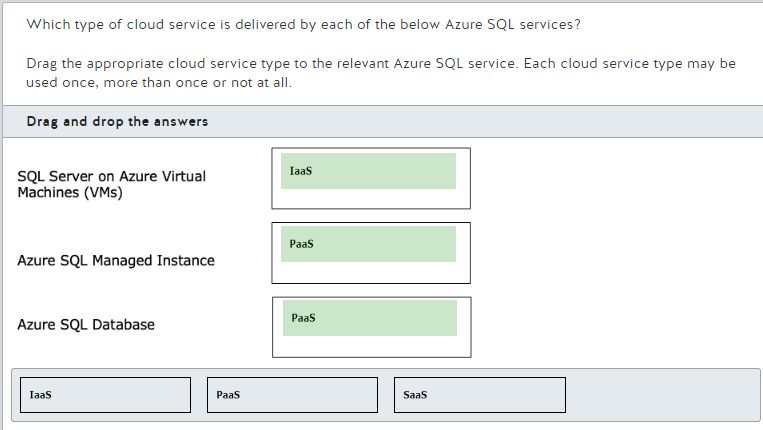 Which type of cloud service is delivered by each of the below Azure SQL services?
Drag the appropriate cloud service type to the relevant Azure SQL service. Each cloud service type may be
used once, more than once or not at all.
Drag and drop the answers
SQL Server on Azure Virtual
Machines (VMs)
IaaS
Azure SQL Managed Instance
PaaS
Azure SQL Database
PaaS
IaaS
PaaS
SaaS